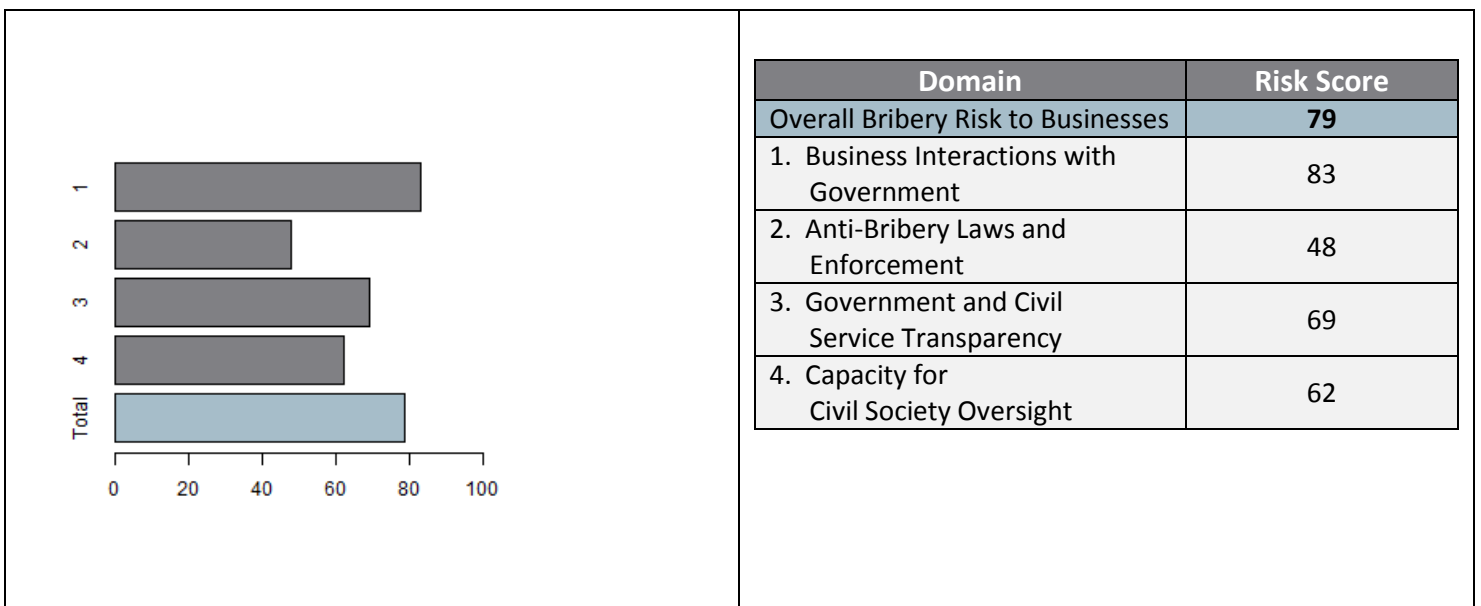 1
2
3
4
Total
0 20 40 60 80 100
Domain Risk Score
Overall Bribery Risk to Businesses 79
1. Business Interactions with
Government
83
2. Anti-Bribery Laws and
Enforcement
48
3. Government and Civil
Service Transparency
69
4. Capacity for
Civil Society Oversight
62